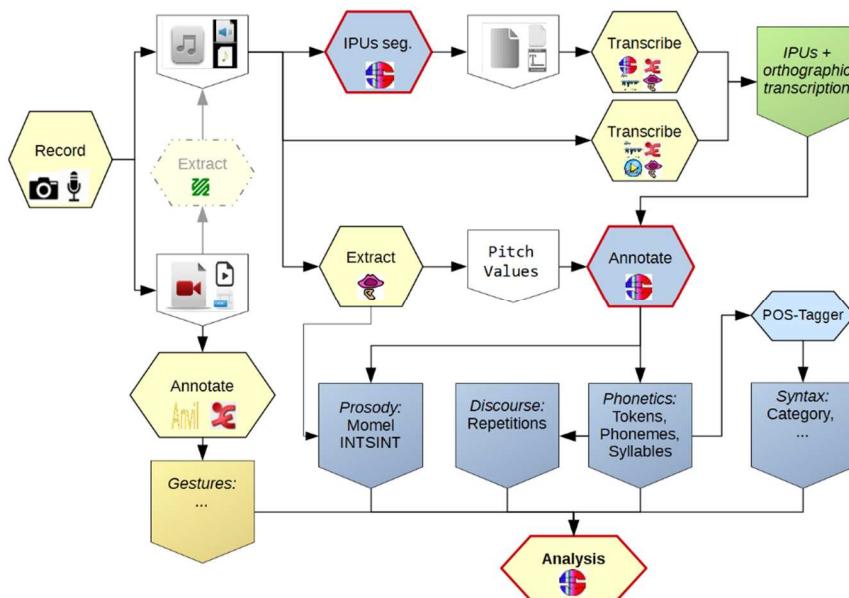 IPUs seg.
Transcribe
IPUs +
orthographic
transcription
Record
Extract
Transcribe
Extract
Pitch
Values
Annotate
POS-Tagger
Annotate
Anvil
Prosody:
Momel
INTSINT
Discourse:
Repetitions
Phonetics:
Tokens,
Phonemes,
Syllables
Syntax:
Category,
...
Gestures:
...
Analysis